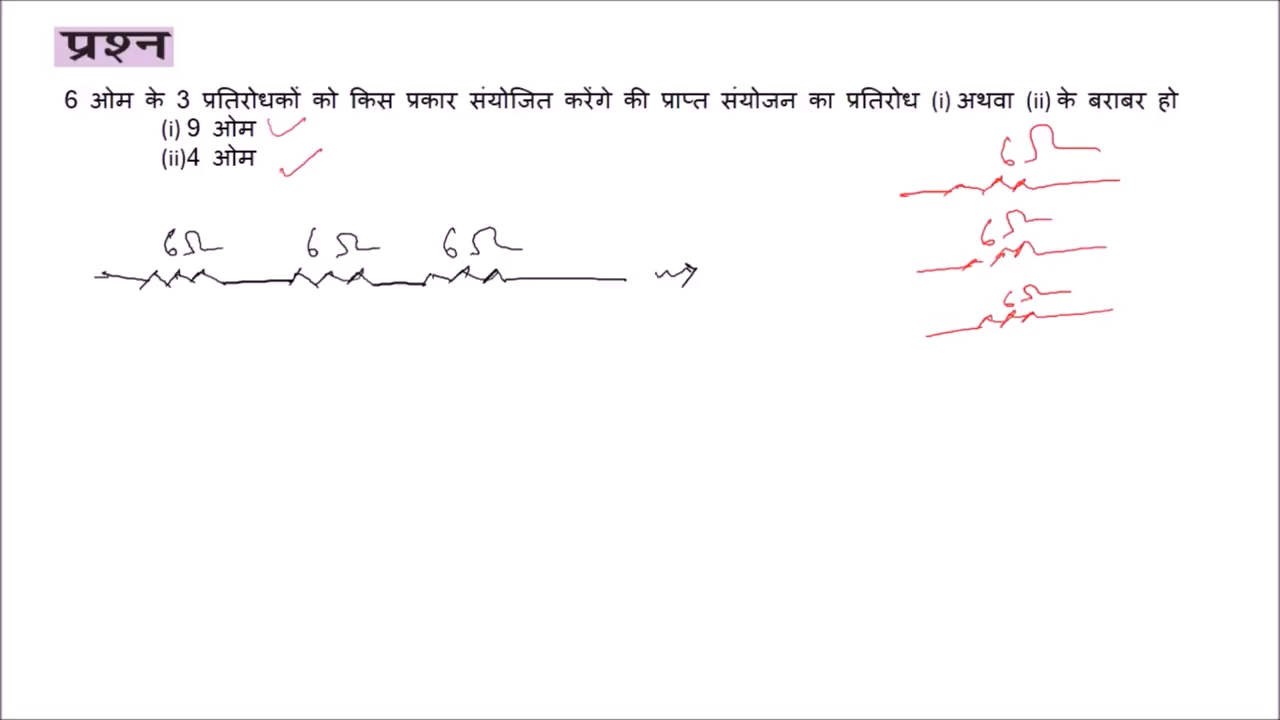 प्रश्न
6 ओम के 3 प्रतिरोधकों को किस प्रकार संयोजित करेंगे की प्राप्त संयोजन का प्रतिरोध (i) अथवा (ii) के बराबर हो
(i) 9 ओम
(ii)4 ओम
6Ω
6Ω
6Ω
6Ω 6Ω 6Ω